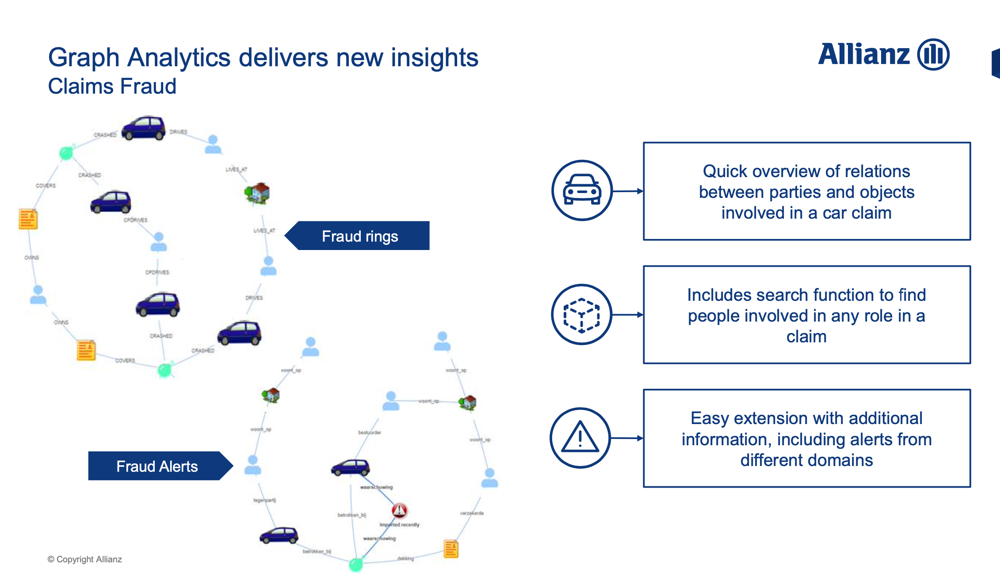 Graph Analytics delivers new insights
Claims Fraud
Allianz
CRASHED
DRIVES
CRASHED
LIVES_AT
COVERS
CPDRIVES
LIVES_AT
OWNS
CPDRIVES
DRIVES
OWNS
CRASHED
CRASHED
COVERS
Fraud rings
woont_op
woont_op
woont_op
woont_op
bestuurder
woont_op
waarschuwing
tegenpartij
betrokken_bij
verzekerde
imported recently
waarschuwing
betrokken_bij
dekking
Fraud Alerts
Quick overview of relations
between parties and objects
involved in a car claim
Includes search function to find
people involved in any role in a
claim
Easy extension with additional
information, including alerts from
different domains
© Copyright Allianz